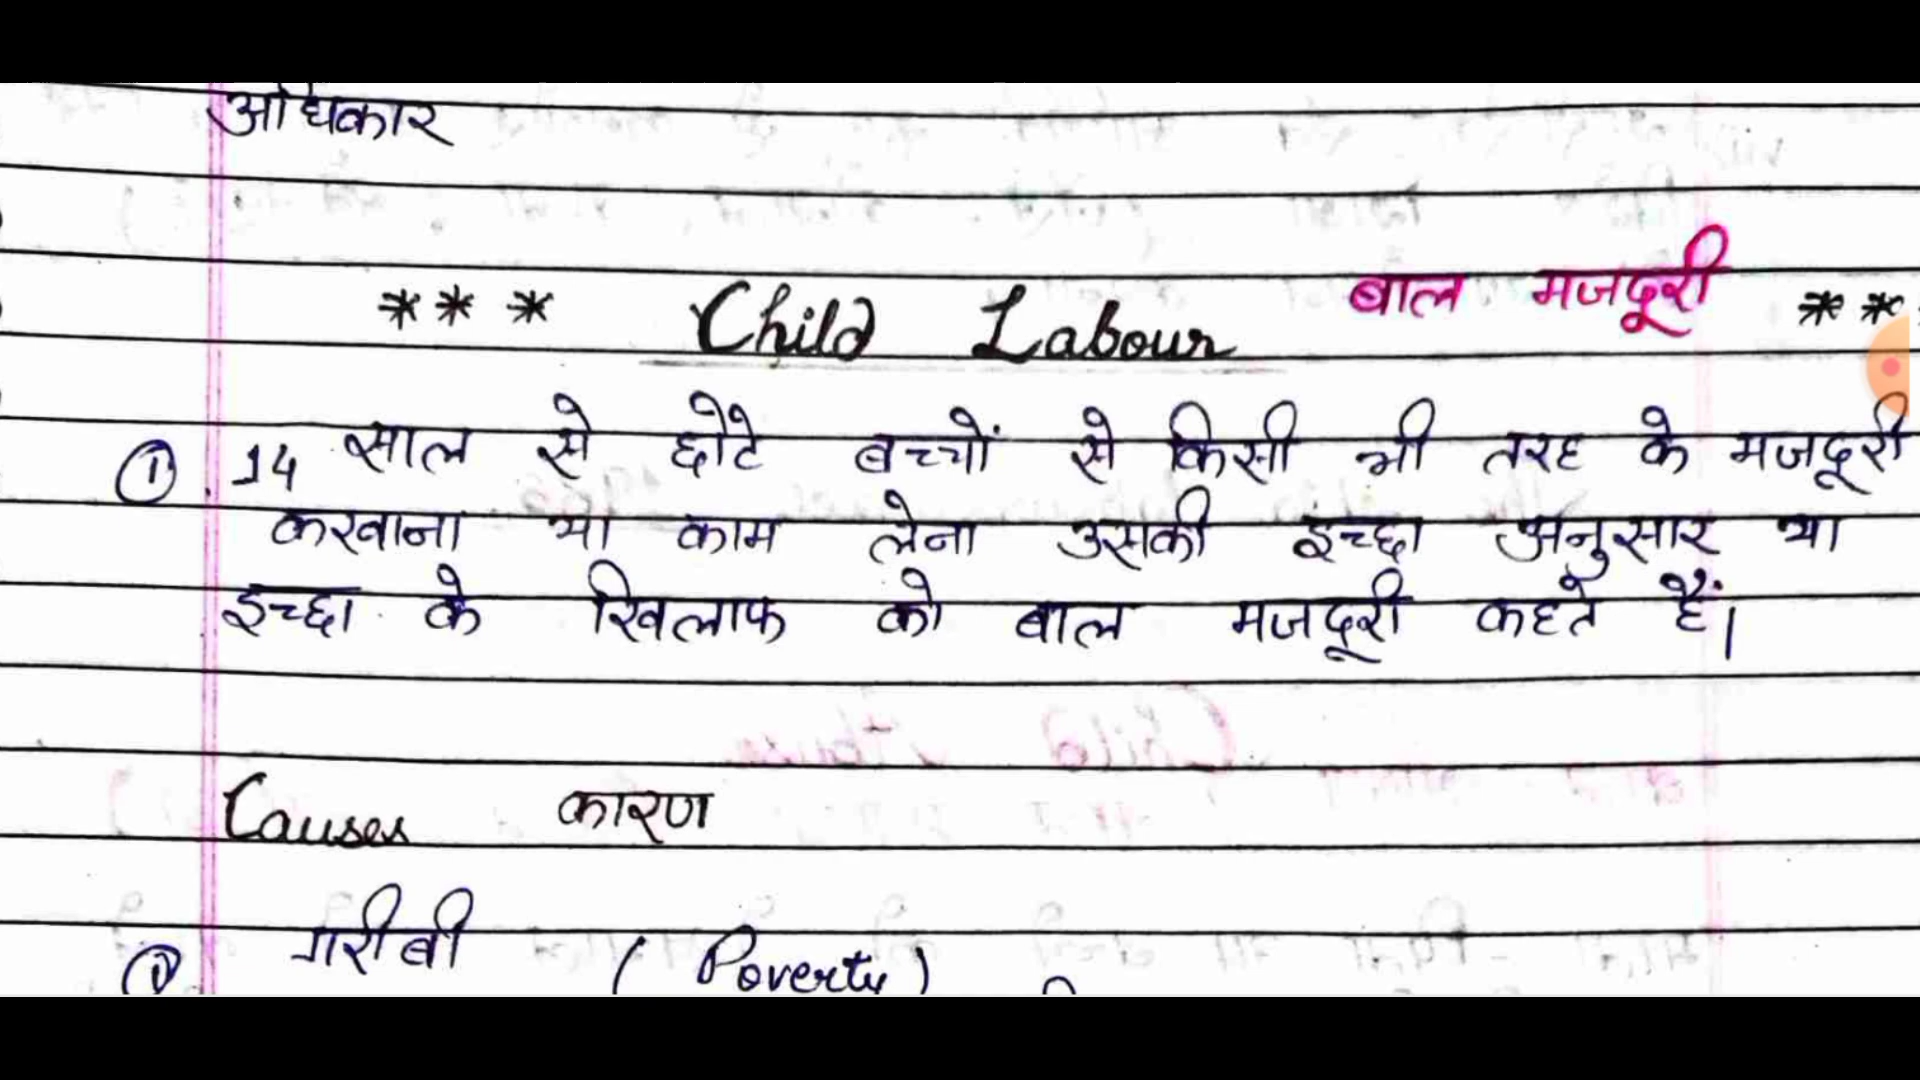 अधिकार
*** Child Labour बाल मजदूरी **
① 14 साल से छोटे बच्चों से किसी भी तरह के मजदूरी
करवाना या काम लेना उसकी इच्छा अनुसार या
इच्छा के खिलाफ को बाल मजदूरी कहते हैं।
Causes कारण
① गरीबी (Poverty)